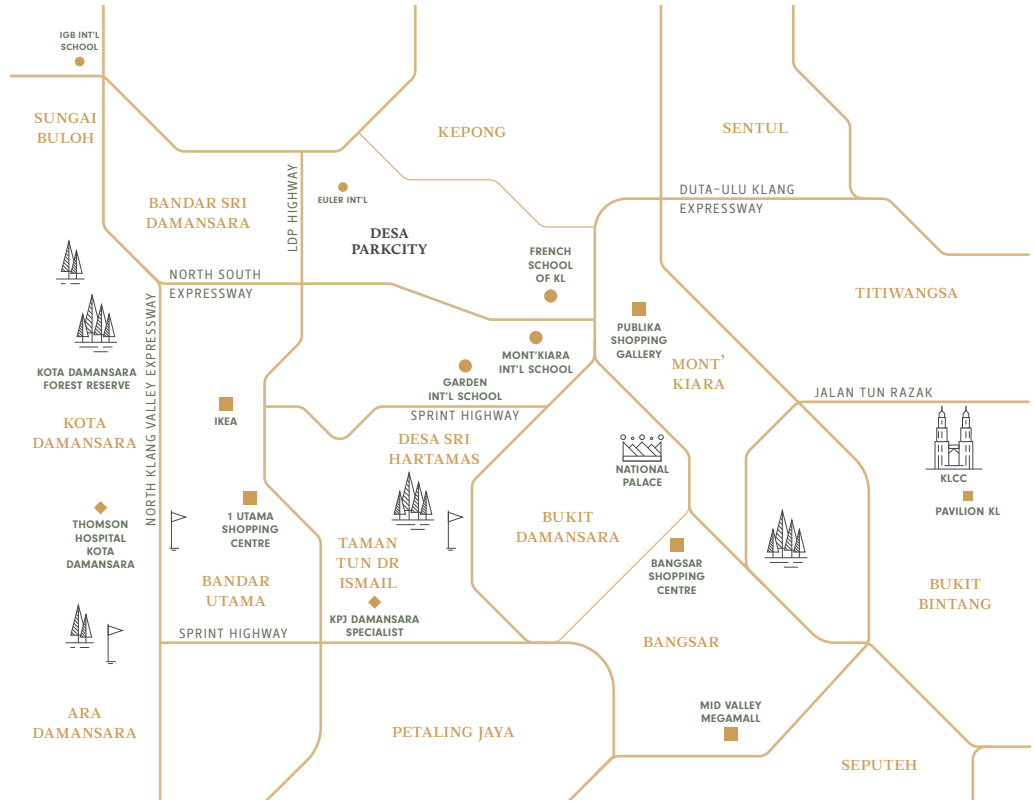 IGB INT'L
SCHOOL
SUNGAI
BULOH
KEPONG
SENTUL
BANDAR SRI
DAMANSARA
LDP HIGHWAY
EULER INT'L
DESA
PARKCITY
DUTA-ULU KLANG
EXPRESSWAY
FRENCH
SCHOOL
OF KL
NORTH SOUTH
EXPRESSWAY
TITIWANGSA
NORTH KLANG VALLEY EXPRESSWAY
PUBLIKA
SHOPPING
GALLERY
MONT'KIARA
INT'L SCHOOL
MONT'
KIARA
KOTA DAMANSARA
FOREST RESERVE
GARDEN
INT'L SCHOOL
JALAN TUN RAZAK
IKEA
SPRINT HIGHWAY
KOTA
DAMANSARA
DESA SRI
HARTAMAS
NATIONAL
PALACE
KLCC
PAVILION KL
THOMSON
HOSPITAL
KOTA
DAMANSARA
1 UTAMA
SHOPPING
CENTRE
BUKIT
DAMANSARA
TAMAN
TUN DR
ISMAIL
BANGSAR
SHOPPING
CENTRE
BANDAR
UTAMA
BUKIT
BINTANG
KPJ DAMANSARA
SPECIALIST
SPRINT HIGHWAY
BANGSAR
ARA
DAMANSARA
PETALING JAYA
MID VALLEY
MEGAMALL
SEPUTEH